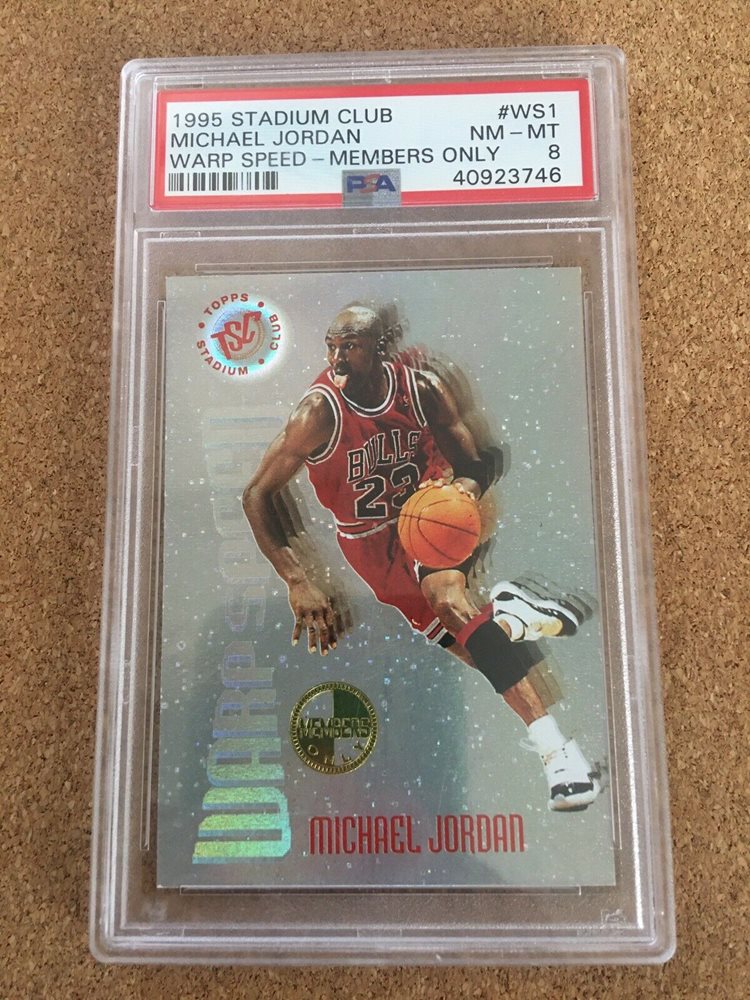 1995 STADIUM CLUB #WS1
MICHAEL JORDAN NM - MT
WARP SPEED - MEMBERS ONLY 8
PSA 40923746
TOPPS
STADIUM CLUB
TSC
BULLS
23
WARP SPEED
MEMBERS
ONLY
MICHAEL JORDAN